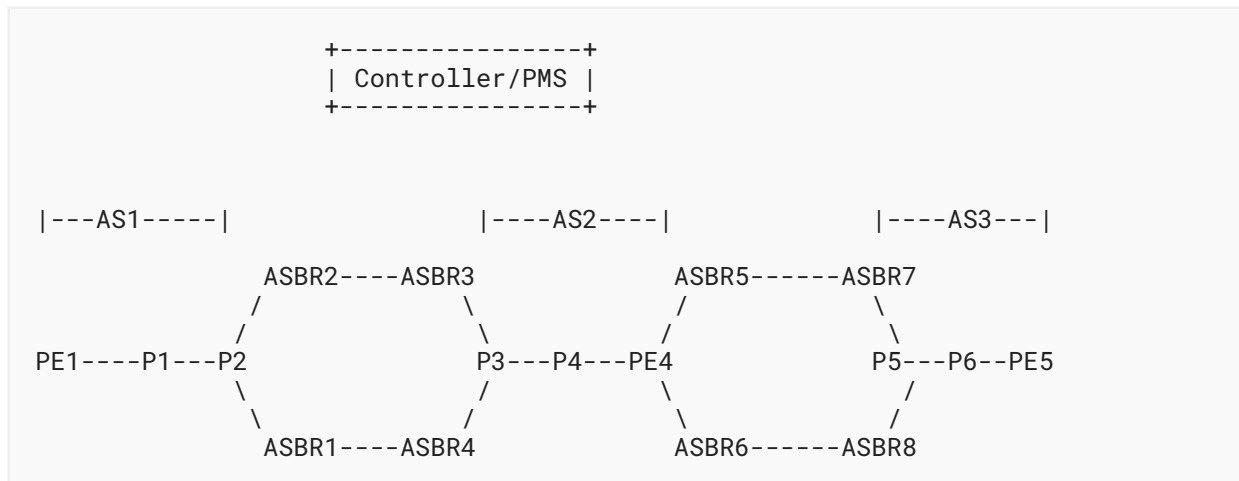 +----------------+
| Controller/PMS |
+----------------+
|---AS1-----| |----AS2----| |----AS3---|
ASBR2----ASBR3 ASBR5------ASBR7
/ \ / \
/ \ / \
PE1----P1---P2 P3---P4---PE4 P5---P6--PE5
\ / \ /
\ / \ /
ASBR1----ASBR4 ASBR6------ASBR8